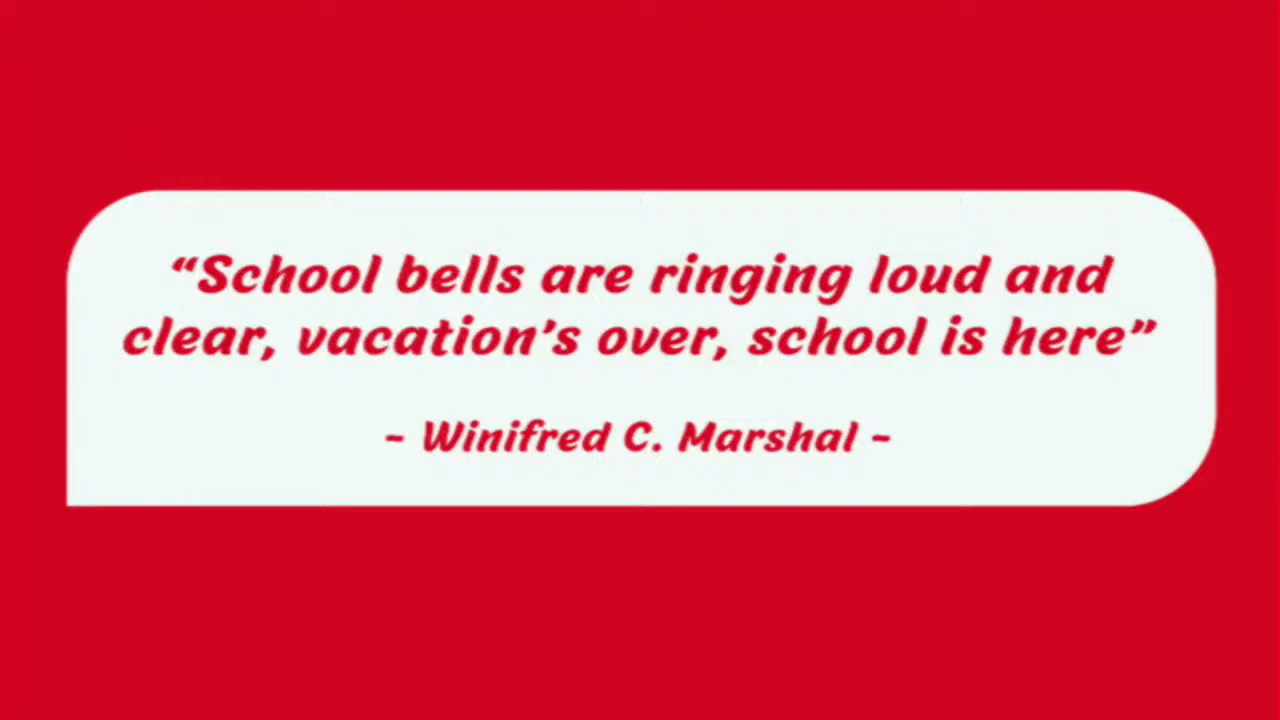 “School bells are ringing loud and
clear, vacation’s over, school is here”
- Winifred C. Marshal -